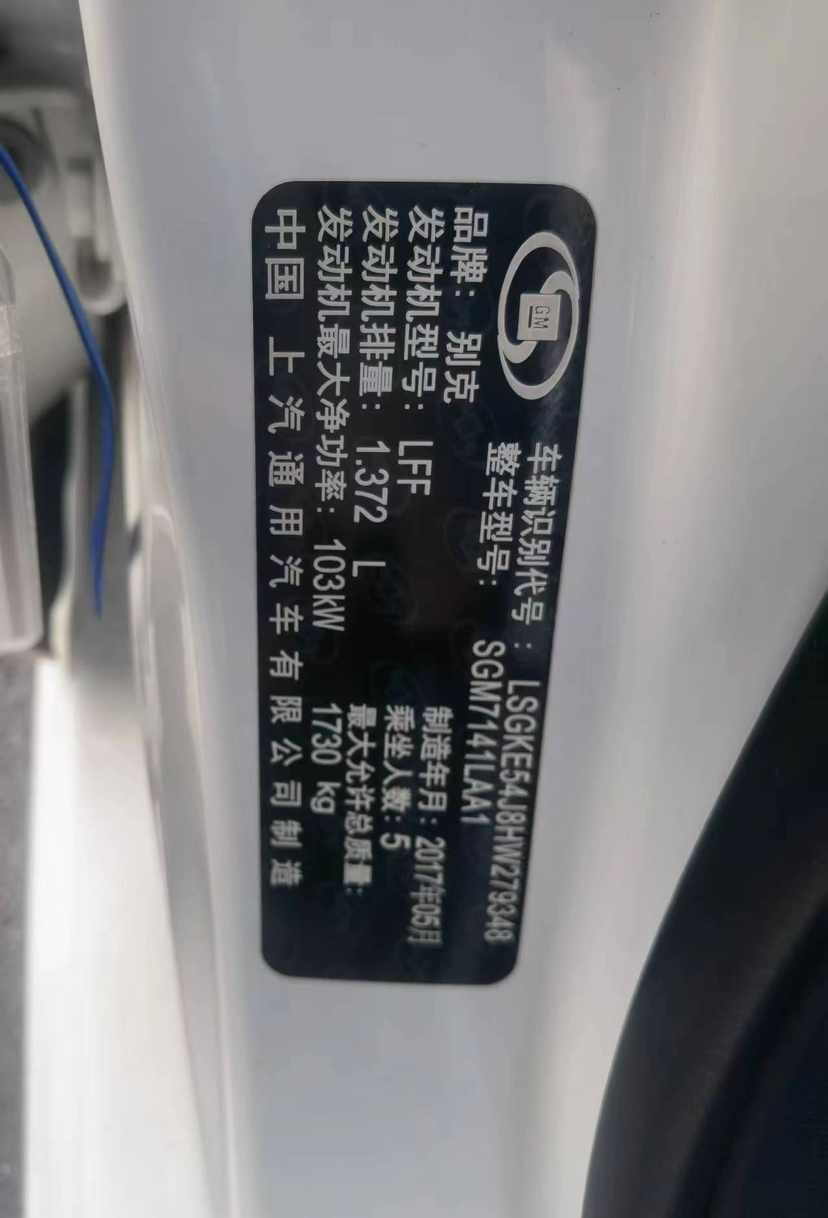 GM
车辆识别代号：LSGKE54J8HW279348
整车型号：SGM7141LAA1
品牌：别克
发动机型号：LFF
制造年月：2017年05月
发动机排量：1.372 L
乘坐人数：5
发动机最大净功率：103kW
最大允许总质量：
1730 kg
中国 上汽通用汽车有限公司制造